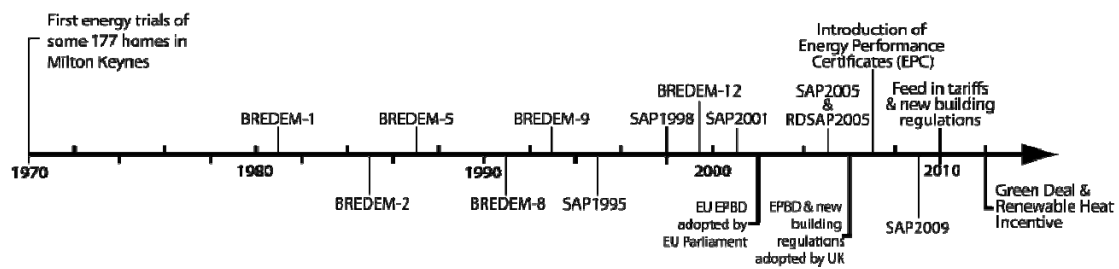 First energy trials of
some 177 homes in
Milton Keynes
Introduction of
Energy Performance
Certificates (EPC)
BREDEM-12
SAP2005
&
RDSAP2005
Feed in tariffs
& new building
regulations
BREDEM-1
BREDEM-5
BREDEM-9
SAP1998
SAP2001
1970
1980
1990
2000
2010
BREDEM-2
BREDEM-8
SAP1995
EU EPBD
adopted by
EU Parliament
EPBD & new
building
regulations
adopted by UK
SAP2009
Green Deal &
Renewable Heat
Incentive